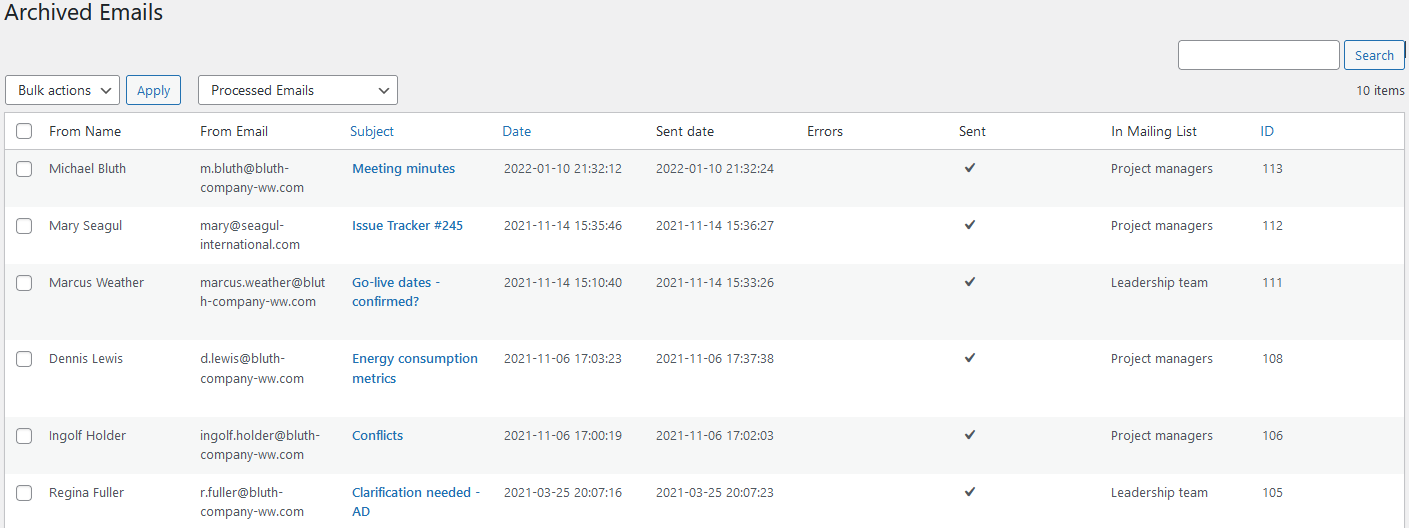 Archived Emails
Search
Bulk actions Apply Processed Emails 10 items
From Name From Email Subject Date Sent date Errors Sent In Mailing List ID
Michael Bluth m.bluth@bluth- Meeting minutes 2022-01-10 21:32:12 2022-01-10 21:32:24 Project managers 113
company-ww.com
Mary Seagul mary@seagul- Issue Tracker #245 2021-11-14 15:35:46 2021-11-14 15:36:27 Project managers 112
international.com
Marcus Weather marcus.weather@blut Go-live dates - 2021-11-14 15:10:40 2021-11-14 15:33:26 Leadership team 111
h-company-ww.com confirmed?
Dennis Lewis d.lewis@bluth- Energy consumption 2021-11-06 17:03:23 2021-11-06 17:37:38 Project managers 108
company-ww.com metrics
Ingolf Holder ingolf.holder@bluth- Conflicts 2021-11-06 17:00:19 2021-11-06 17:02:03 Project managers 106
company-ww.com
Regina Fuller r.fuller@bluth- Clarification needed - 2021-03-25 20:07:16 2021-03-25 20:07:23 Leadership team 105
company-ww.com AD